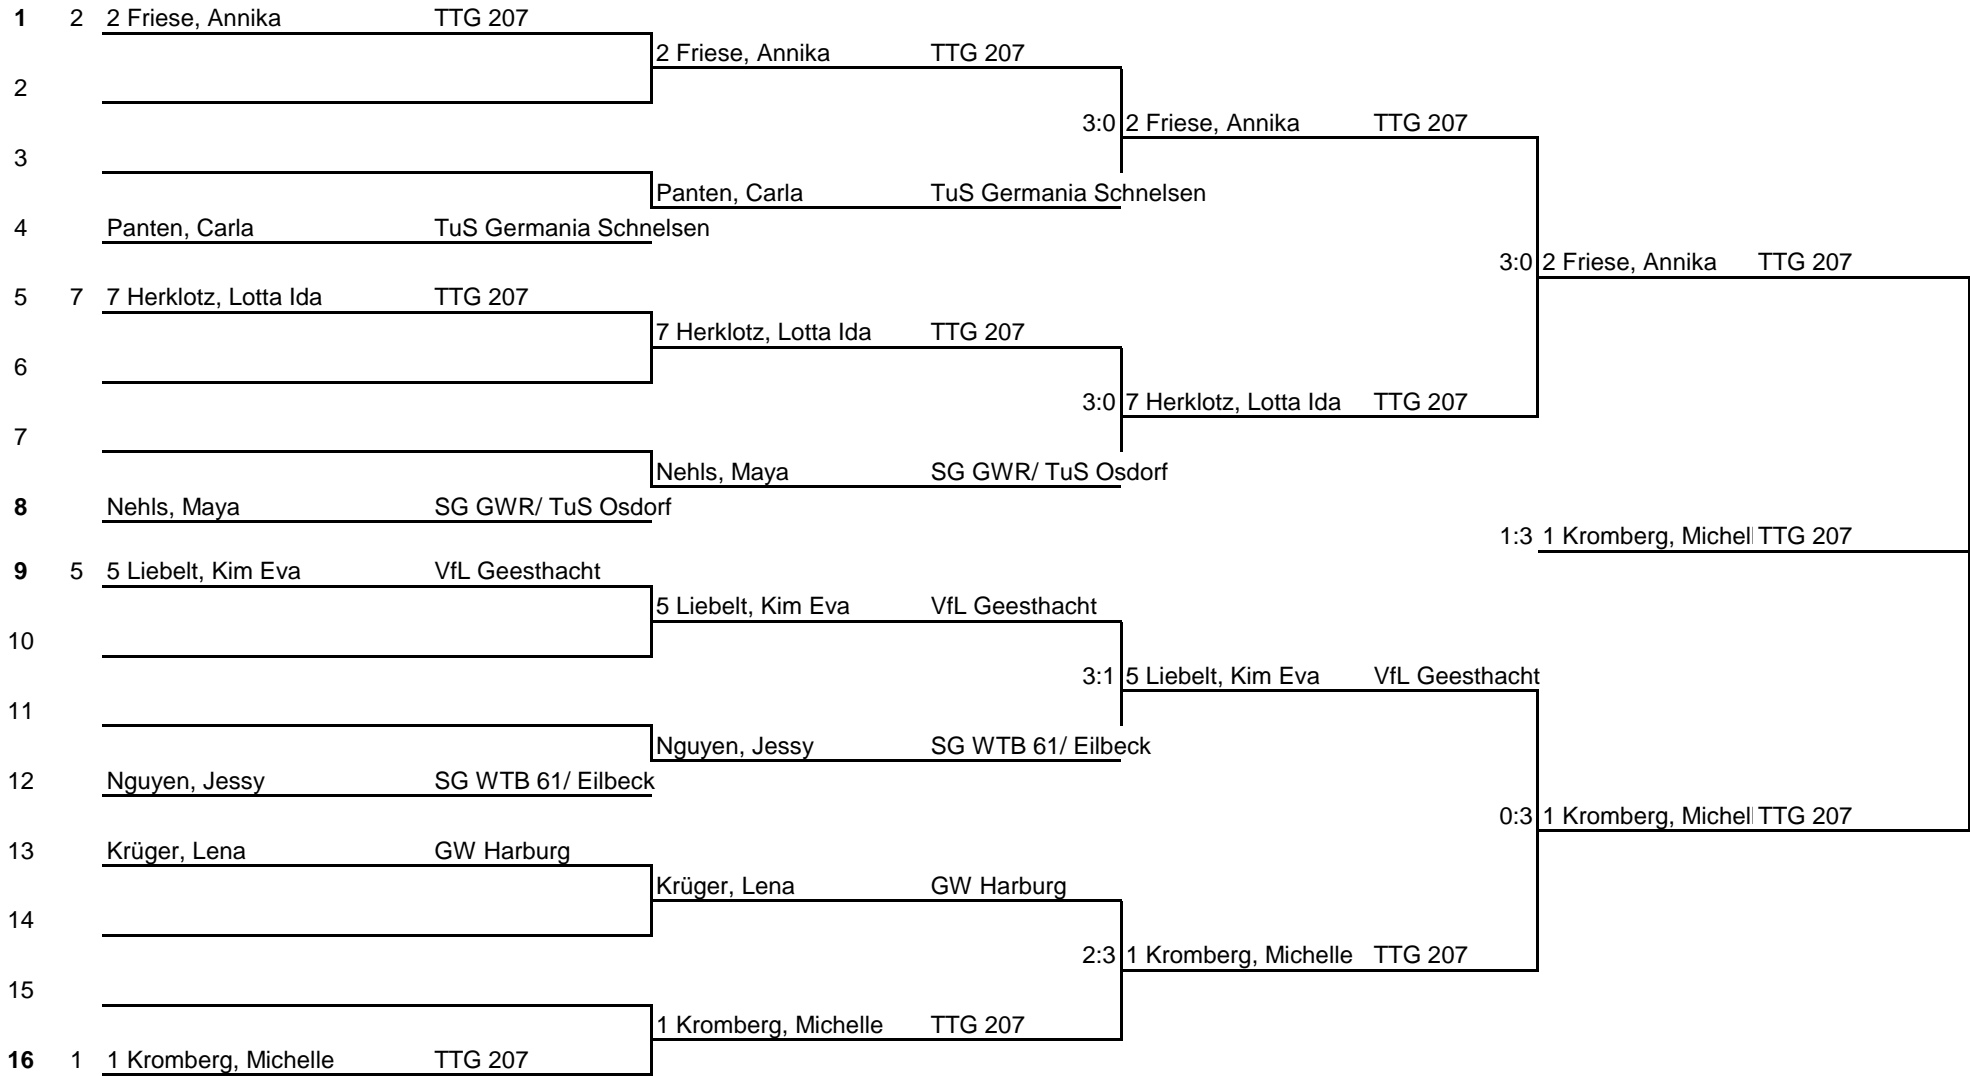 1 2 2 Friese, Annika TTG 207
2 Friese, Annika TTG 207
2
3:0 2 Friese, Annika TTG 207
3
Panten, Carla TuS Germania Schnelsen
4 Panten, Carla TuS Germania Schnelsen
3:0 2 Friese, Annika TTG 207
5 7 7 Herklotz, Lotta Ida TTG 207
7 Herklotz, Lotta Ida TTG 207
6
3:0 7 Herklotz, Lotta Ida TTG 207
7
Nehls, Maya SG GWR/ TuS Osdorf
8 Nehls, Maya SG GWR/ TuS Osdorf
1:3 1 Kromberg, Michel TTG 207
9 5 5 Liebelt, Kim Eva VfL Geesthacht
5 Liebelt, Kim Eva VfL Geesthacht
10
3:1 5 Liebelt, Kim Eva VfL Geesthacht
11
Nguyen, Jessy SG WTB 61/ Eilbeck
12 Nguyen, Jessy SG WTB 61/ Eilbeck
0:3 1 Kromberg, Michel TTG 207
13 Krüger, Lena GW Harburg
Krüger, Lena GW Harburg
14
2:3 1 Kromberg, Michelle TTG 207
15
1 Kromberg, Michelle TTG 207
16 1 1 Kromberg, Michelle TTG 207